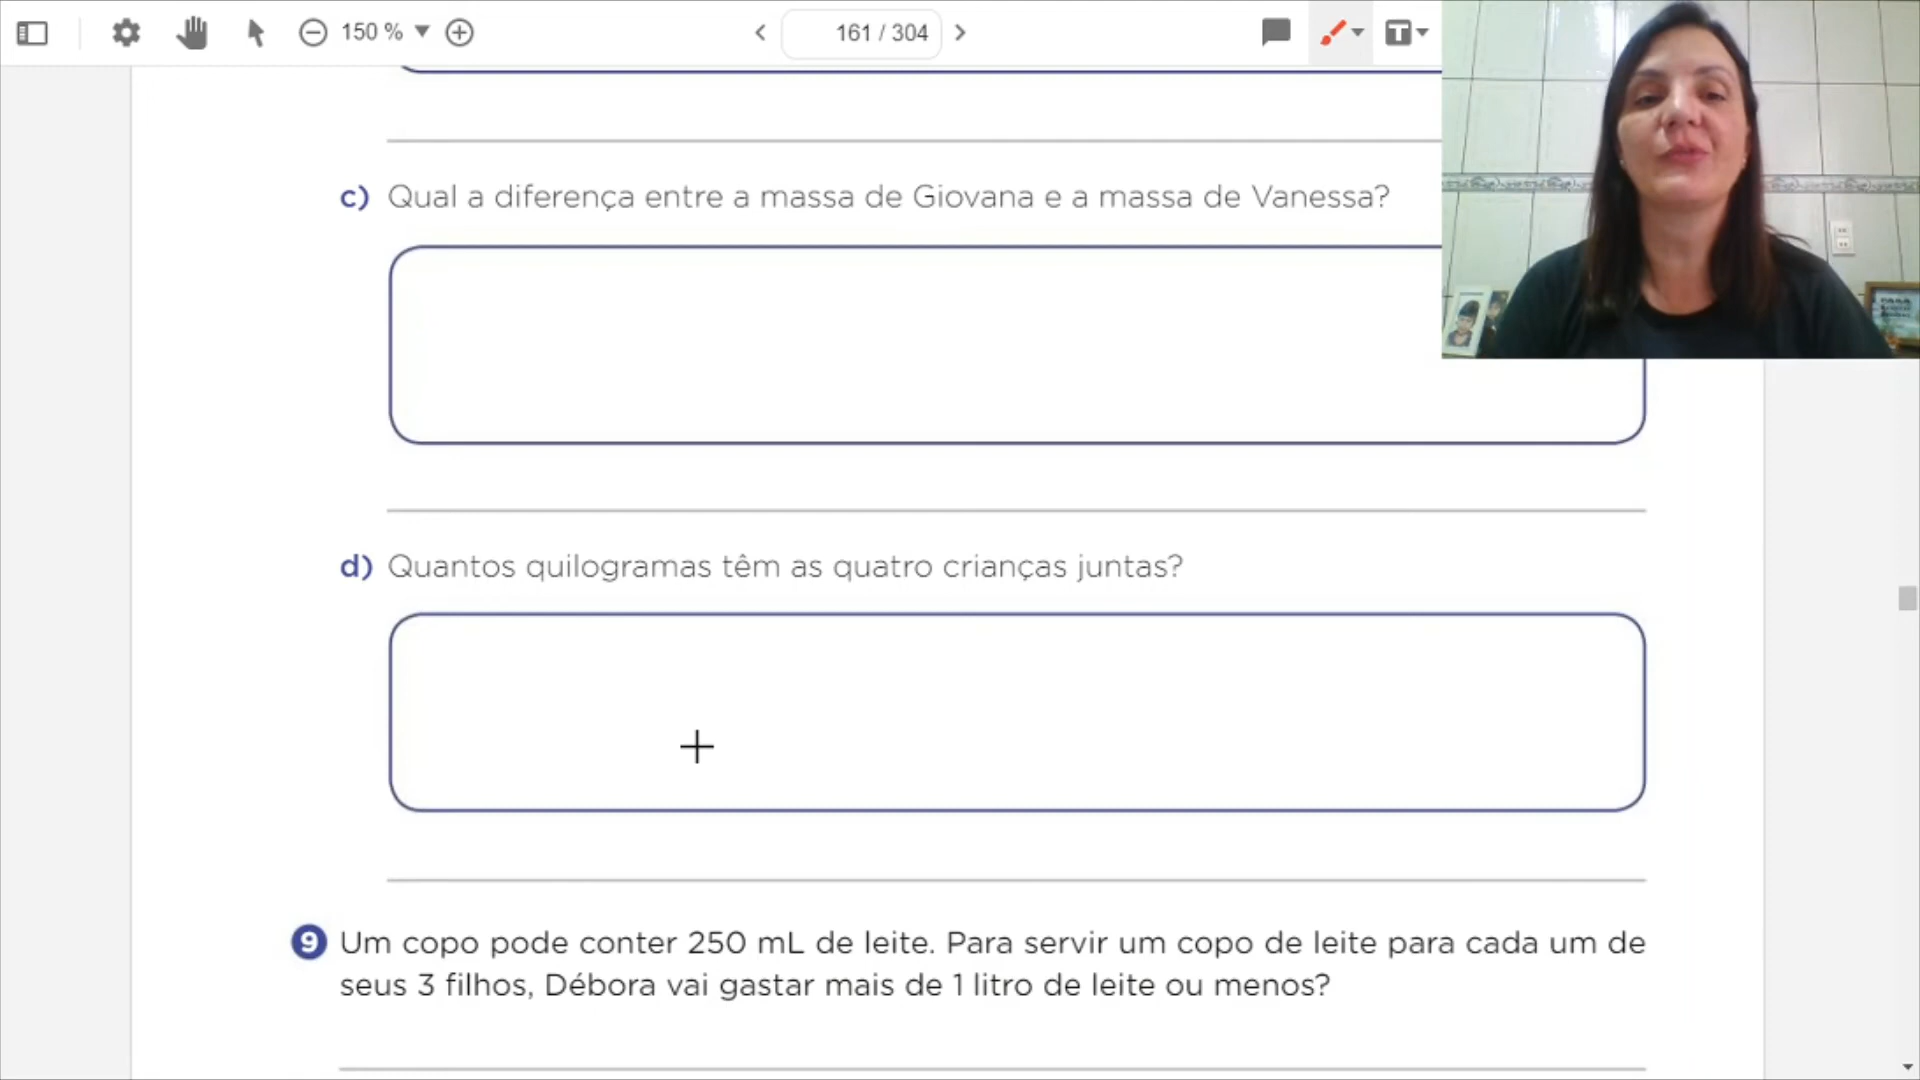 150 %
161 / 304
T
c) Qual a diferença entre a massa de Giovana e a massa de Vanessa?
d) Quantos quilogramas têm as quatro crianças juntas?
9 Um copo pode conter 250 mL de leite. Para servir um copo de leite para cada um de
seus 3 filhos, Débora vai gastar mais de 1 litro de leite ou menos?